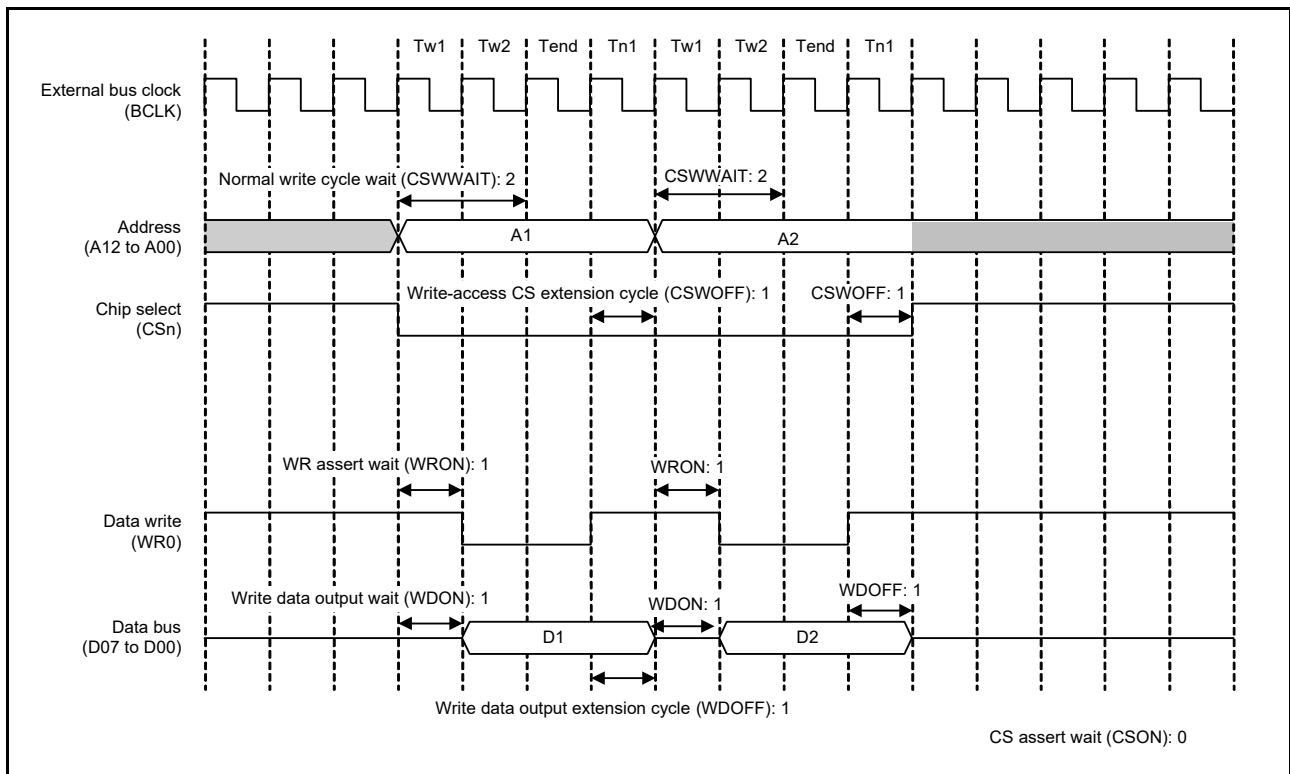 Tw1 Tw2 Tend Tn1 Tw1 Tw2 Tend Tn1
External bus clock
(BCLK)
Normal write cycle wait (CSWWAIT): 2
CSWWAIT: 2
Address
(A12 to A00)
A1
A2
Write-access CS extension cycle (CSWOFF): 1
CSWOFF: 1
Chip select
(CSn)
WR assert wait (WRON): 1
WRON: 1
Data write
(WR0)
Write data output wait (WDON): 1
WDON: 1
WDOFF: 1
Data bus
(D07 to D00)
D1
D2
Write data output extension cycle (WDOFF): 1
CS assert wait (CSON): 0